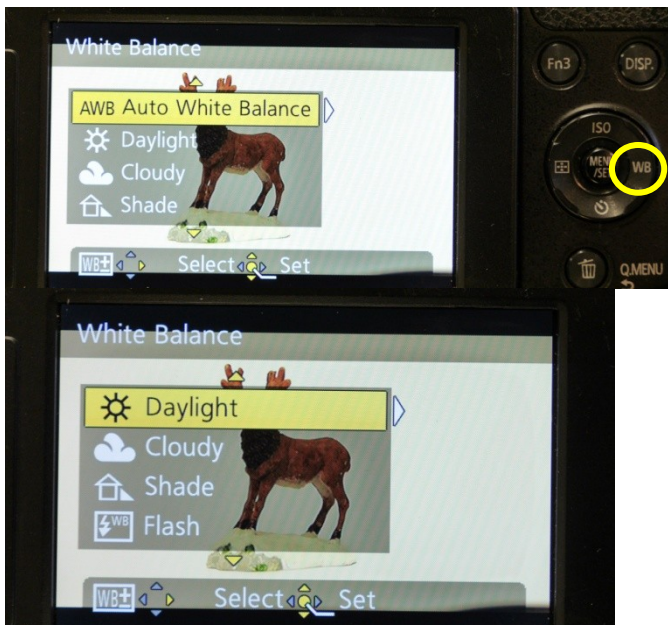 White Balance
AWB Auto White Balance
Daylight
Cloudy
Shade
WB± Select Set
Fn3 DISP.
ISO
MENU /SET WB
Q.MENU
White Balance
Daylight
Cloudy
Shade
WB Flash
WB± Select Set